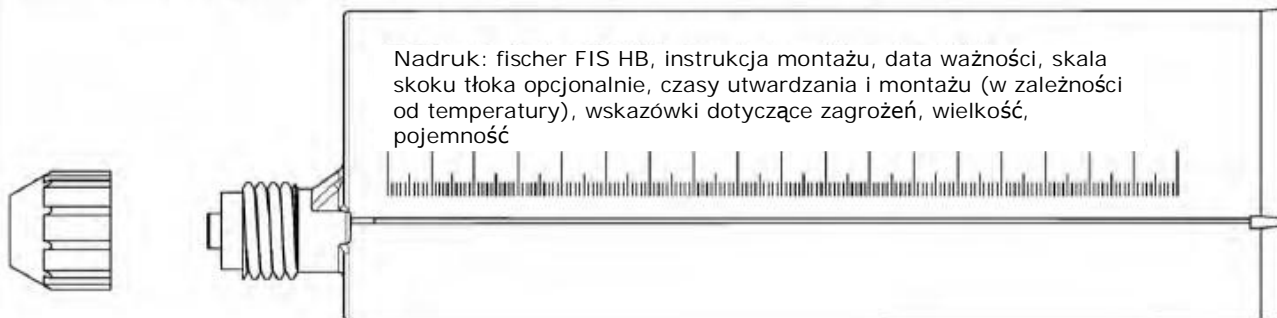 Nadruk: fischer FIS HB, instrukcja montażu, data ważności, skala
skoku tłoka opcjonalnie, czasy utwardzania i montażu (w zależności
od temperatury), wskazówki dotyczące zagrożeń, wielkość,
pojemność